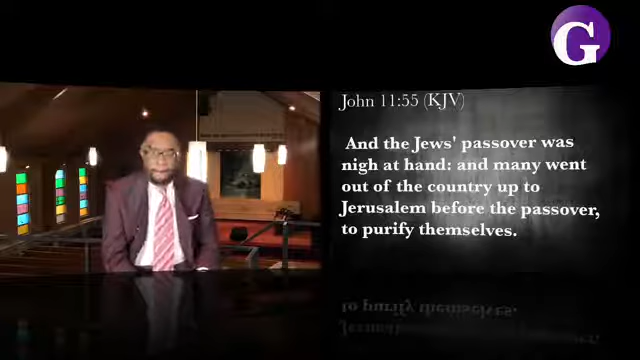 G
John 11:55 (KJV)
And the Jews' passover was
nigh at hand: and many went
out of the country up to
Jerusalem before the passover,
to purify themselves.